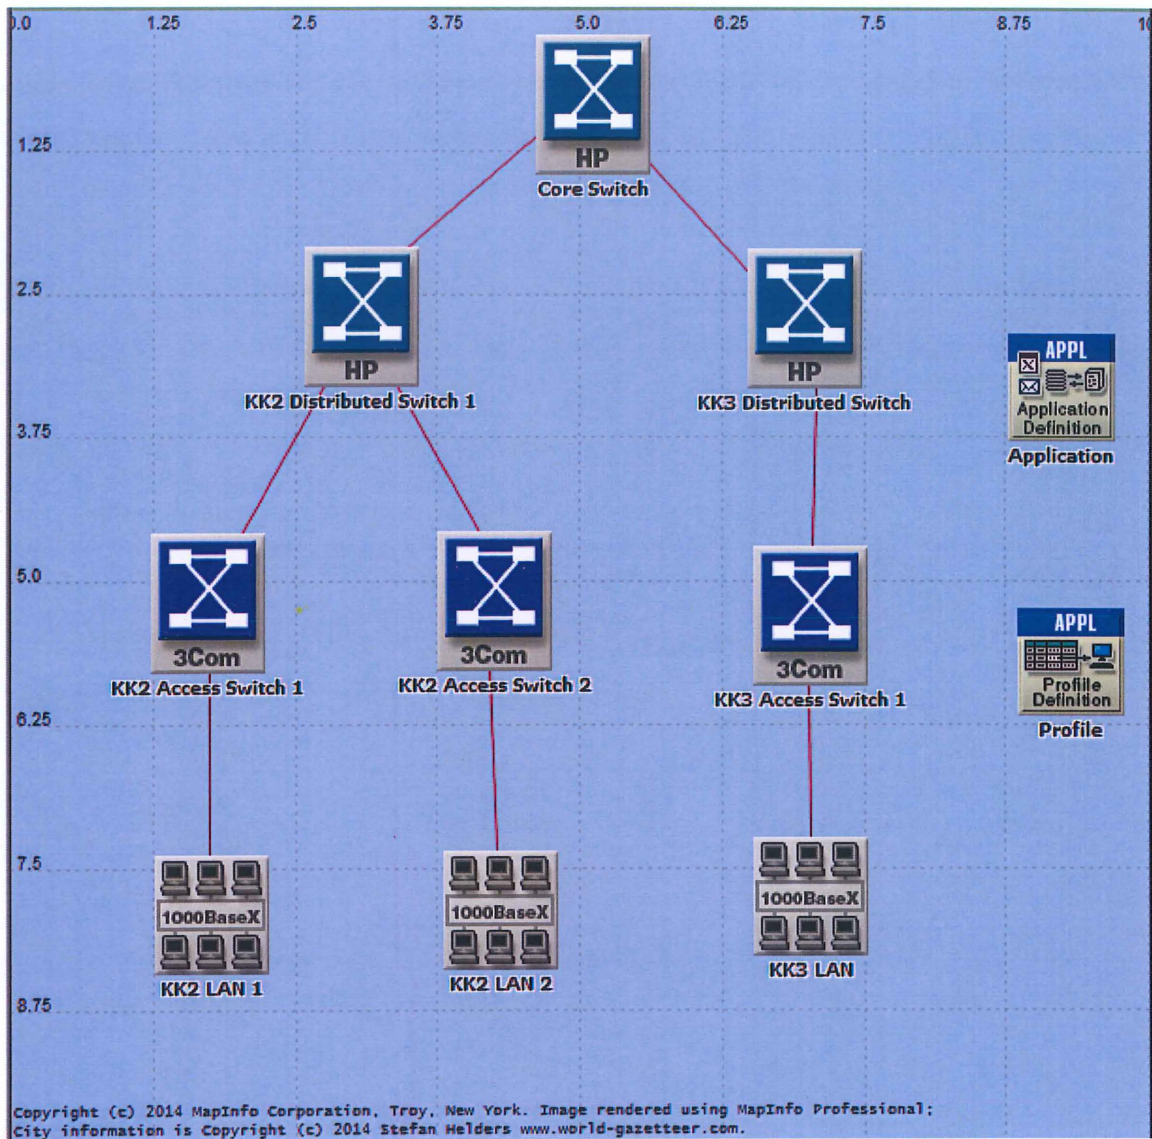 0.0 1.25 2.5 3.75 5.0 6.25 7.5 8.75 10
HP
Core Switch
1.25
2.5
HP
KK2 Distributed Switch 1
HP
KK3 Distributed Switch
APPL
Application
Definition
Application
3.75
5.0
3Com
KK2 Access Switch 1
3Com
KK2 Access Switch 2
3Com
KK3 Access Switch 1
APPL
Profile
Definition
Profile
6.25
7.5
1000BaseX
KK2 LAN 1
1000BaseX
KK2 LAN 2
1000BaseX
KK3 LAN
8.75
Copyright (c) 2014 MapInfo Corporation, Troy, New York. Image rendered using MapInfo Professional;
City information is Copyright (c) 2014 Stefan Helders www.world-gazetteer.com.